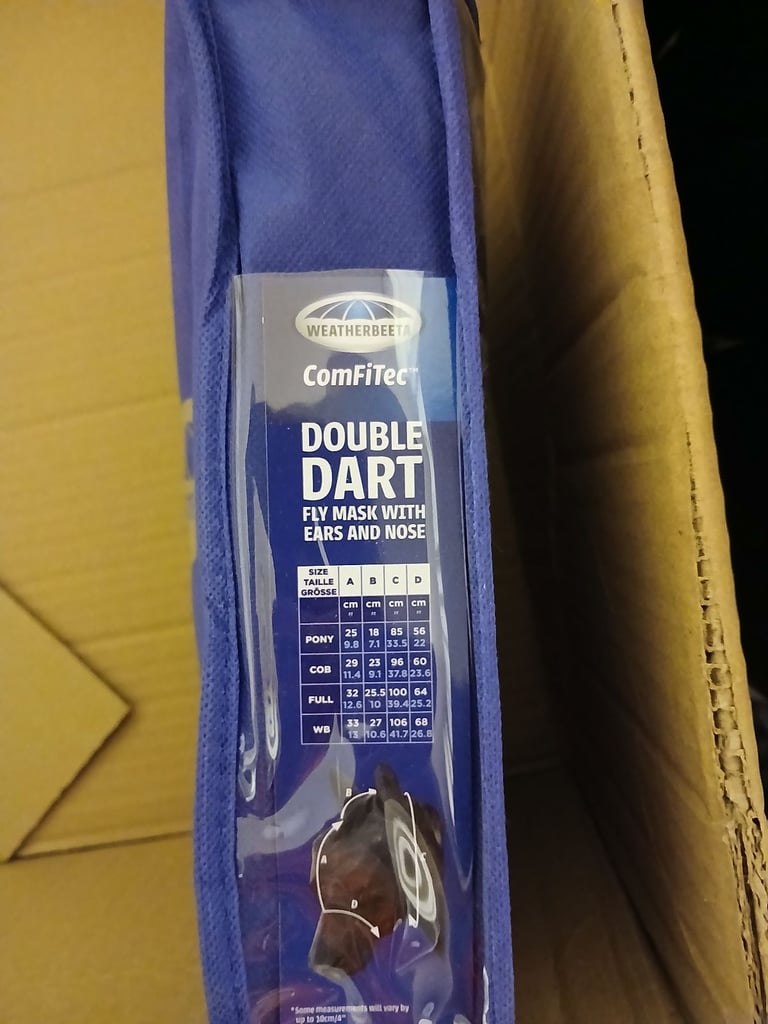 WEATHERBEETA
ComFiTec™
DOUBLE
DART
FLY MASK WITH
EARS AND NOSE
SIZE
TAILLE
GRÖSSE
A B C D
cm cm cm cm
" " " "
PONY 25 18 85 56
9.8 7.1 33.5 22
COB 29 23 96 60
11.4 9.1 37.8 23.6
FULL 32 25.5 100 64
12.6 10 39.4 25.2
WB 33 27 106 68
13 10.6 41.7 26.8
B
A
C
D
*Some measurements will vary by
up to 10cm/4"